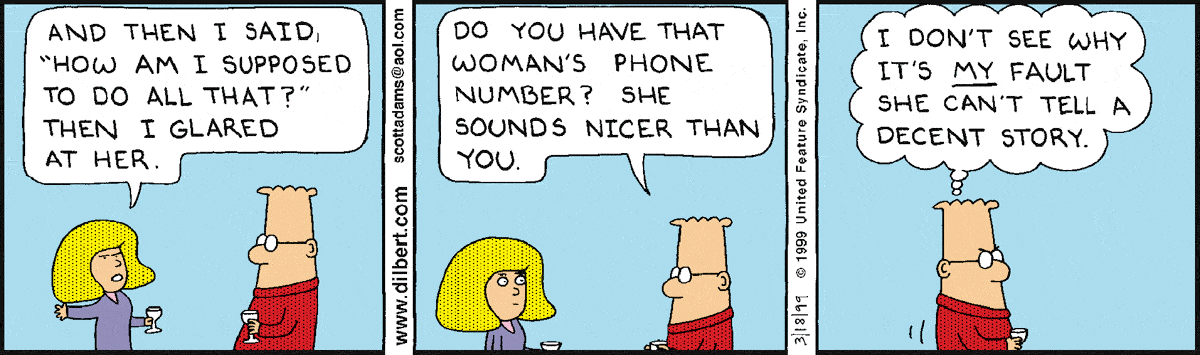 AND THEN I SAID,
"HOW AM I SUPPOSED
TO DO ALL THAT?"
THEN I GLARED
AT HER.
www.dilbert.com scottadams@aol.com
DO YOU HAVE THAT
WOMAN'S PHONE
NUMBER? SHE
SOUNDS NICER THAN
YOU.
3/18/99 © 1999 United Feature Syndicate, Inc.
I DON'T SEE WHY
IT'S MY FAULT
SHE CAN'T TELL A
DECENT STORY.